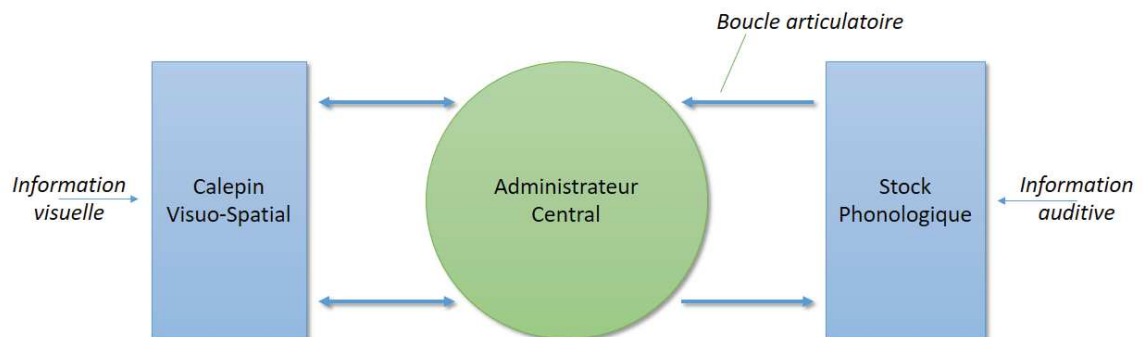 Boucle articulatoire
Information
visuelle
Calepin
Visuo-Spatial
Administrateur
Central
Stock
Phonologique
Information
auditive